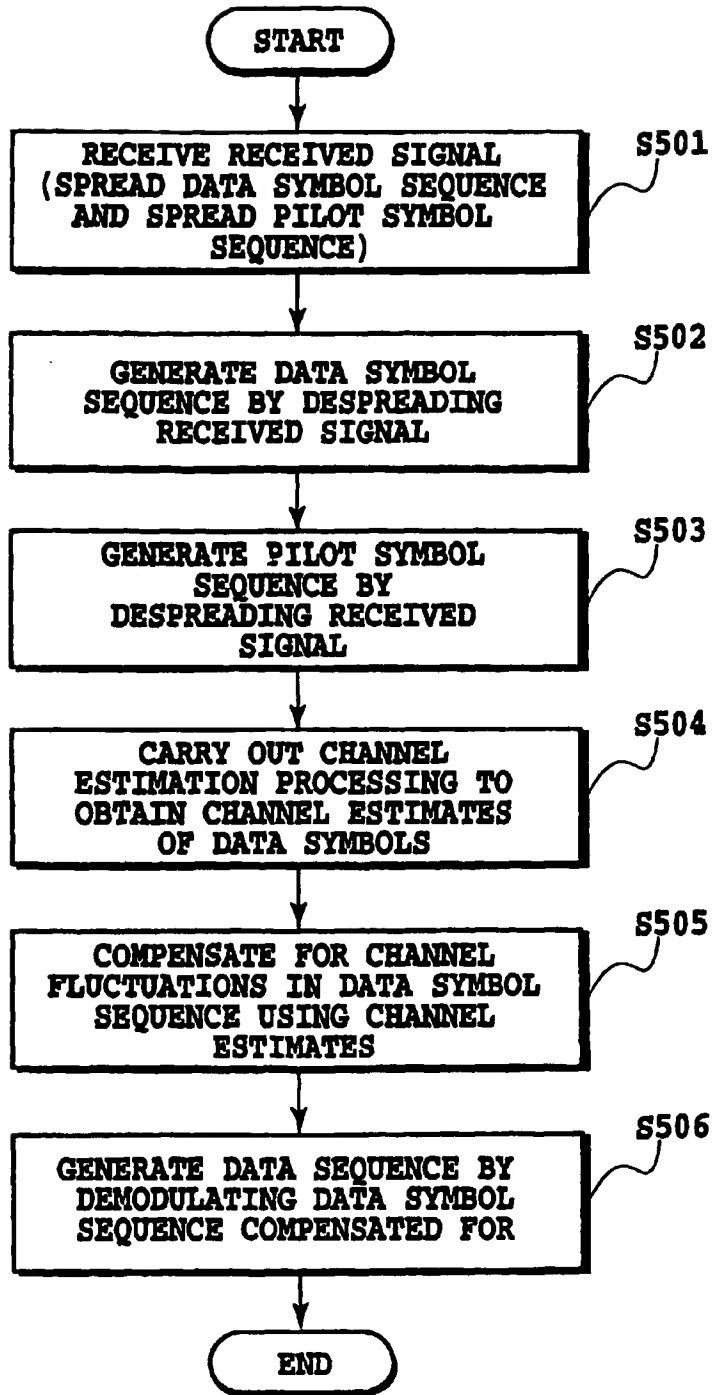 START
S501
RECEIVE RECEIVED SIGNAL
(SPREAD DATA SYMBOL SEQUENCE
AND SPREAD PILOT SYMBOL
SEQUENCE)
S502
GENERATE DATA SYMBOL
SEQUENCE BY DESPREADING
RECEIVED SIGNAL
S503
GENERATE PILOT SYMBOL
SEQUENCE BY
DESPREADING RECEIVED
SIGNAL
S504
CARRY OUT CHANNEL
ESTIMATION PROCESSING TO
OBTAIN CHANNEL ESTIMATES
OF DATA SYMBOLS
S505
COMPENSATE FOR CHANNEL
FLUCTUATIONS IN DATA SYMBOL
SEQUENCE USING CHANNEL
ESTIMATES
S506
GENERATE DATA SEQUENCE BY
DEMODULATING DATA SYMBOL
SEQUENCE COMPENSATED FOR
END